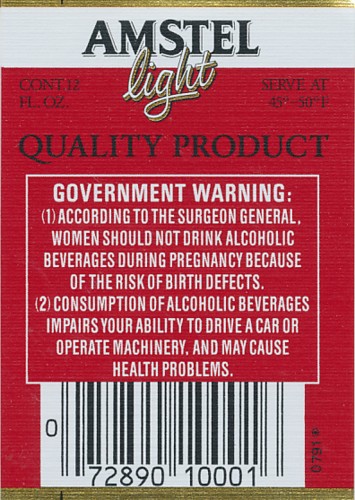 AMSTEL
light
CONT 12
FL. OZ.
SERVE AT
45° -50° F
QUALITY PRODUCT
GOVERNMENT WARNING:
(1) ACCORDING TO THE SURGEON GENERAL,
WOMEN SHOULD NOT DRINK ALCOHOLIC
BEVERAGES DURING PREGNANCY BECAUSE
OF THE RISK OF BIRTH DEFECTS.
(2) CONSUMPTION OF ALCOHOLIC BEVERAGES
IMPAIRS YOUR ABILITY TO DRIVE A CAR OR
OPERATE MACHINERY, AND MAY CAUSE
HEALTH PROBLEMS.
0 72890 10001
0791